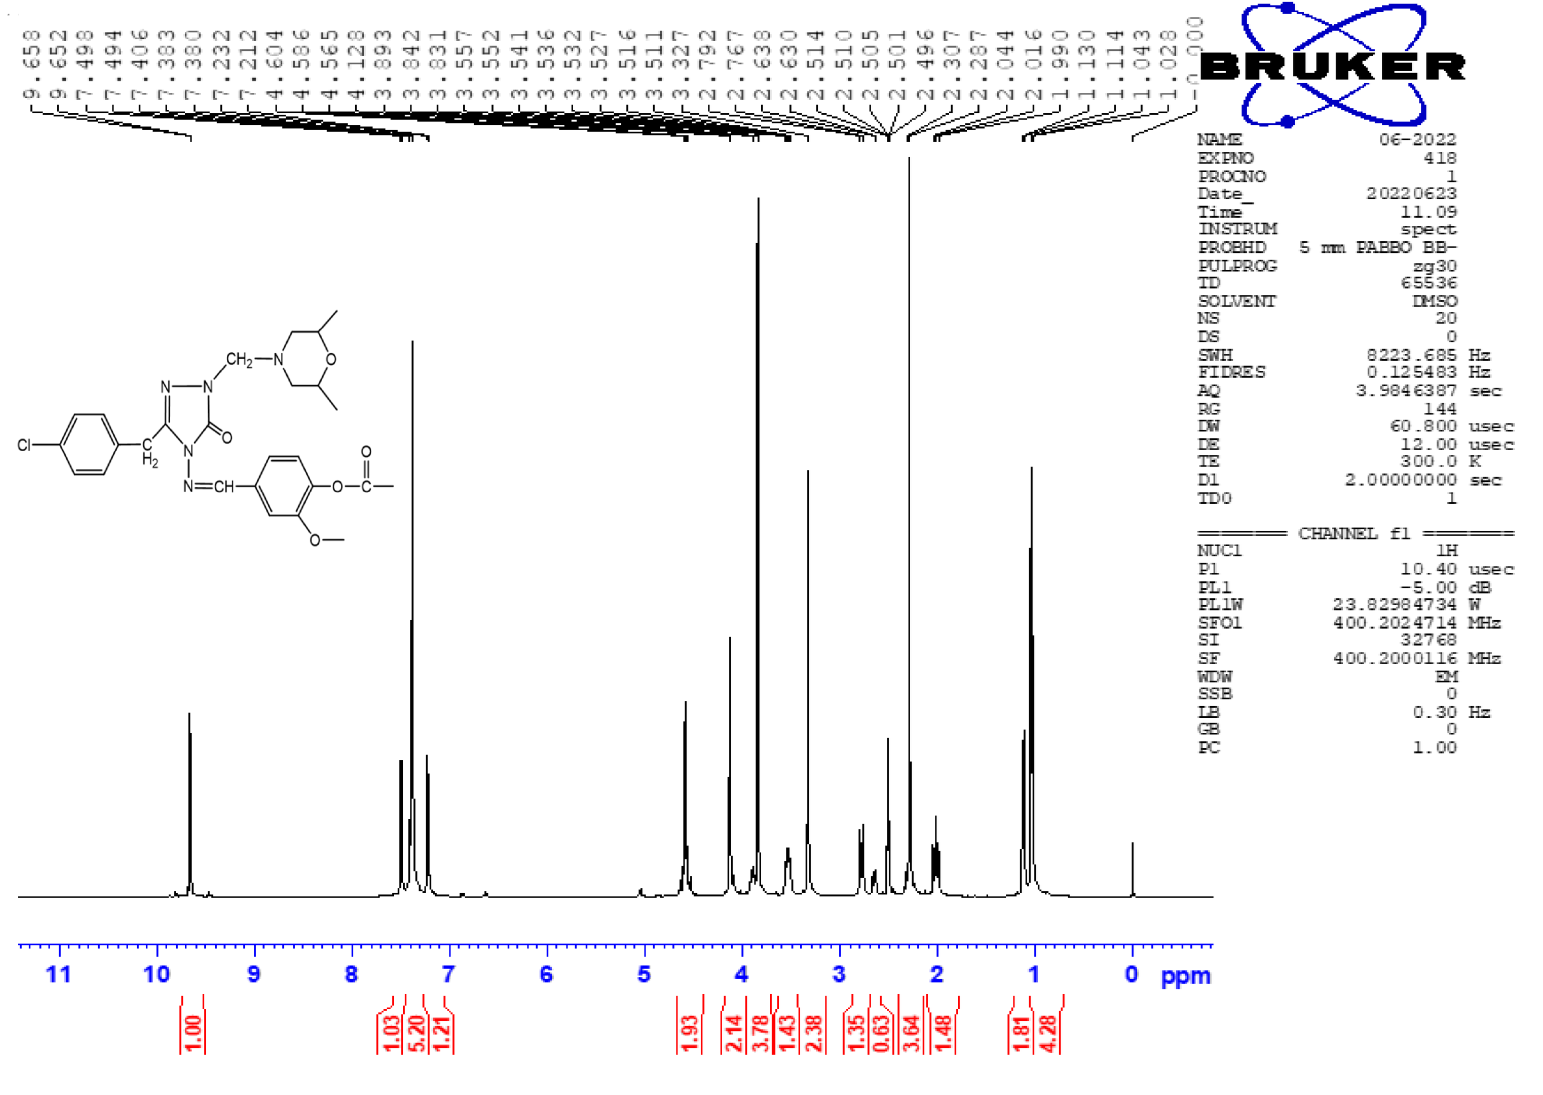 9.658
9.652
7.498
7.494
7.406
7.383
7.380
7.232
7.212
4.604
4.586
4.565
4.128
3.893
3.842
3.831
3.557
3.552
3.541
3.536
3.532
3.527
3.516
3.511
3.327
2.792
2.767
2.638
2.630
2.514
2.510
2.505
2.501
2.496
2.307
2.287
2.044
2.016
1.990
1.130
1.114
1.043
1.028
-0.000
BRUKER
NAME 06-2022
EXPNO 418
PROCNO 1
Date_ 20220623
Time 11.09
INSTRUM spect
PROBHD 5 mm PABBO BB-
PULPROG zg30
TD 65536
SOLVENT DMSO
NS 20
DS 0
SWH 8223.685 Hz
FIDRES 0.125483 Hz
AQ 3.9846387 sec
RG 144
DW 60.800 usec
DE 12.00 usec
TE 300.0 K
D1 2.00000000 sec
TD0 1
======== CHANNEL f1 ========
NUC1 1H
P1 10.40 usec
PL1 -5.00 dB
PL1W 23.82984734 W
SFO1 400.2024714 MHz
SI 32768
SF 400.2000116 MHz
WDW EM
SSB 0
LB 0.30 Hz
GB 0
PC 1.00
CH2 N
O
N N
Cl C
H2
N
O
O
N CH O C
O
11 10 9 8 7 6 5 4 3 2 1 0 ppm
1.00
1.03
5.20
1.21
1.93
2.14
3.78
1.43
2.38
1.35
0.63
3.64
1.48
1.81
4.28